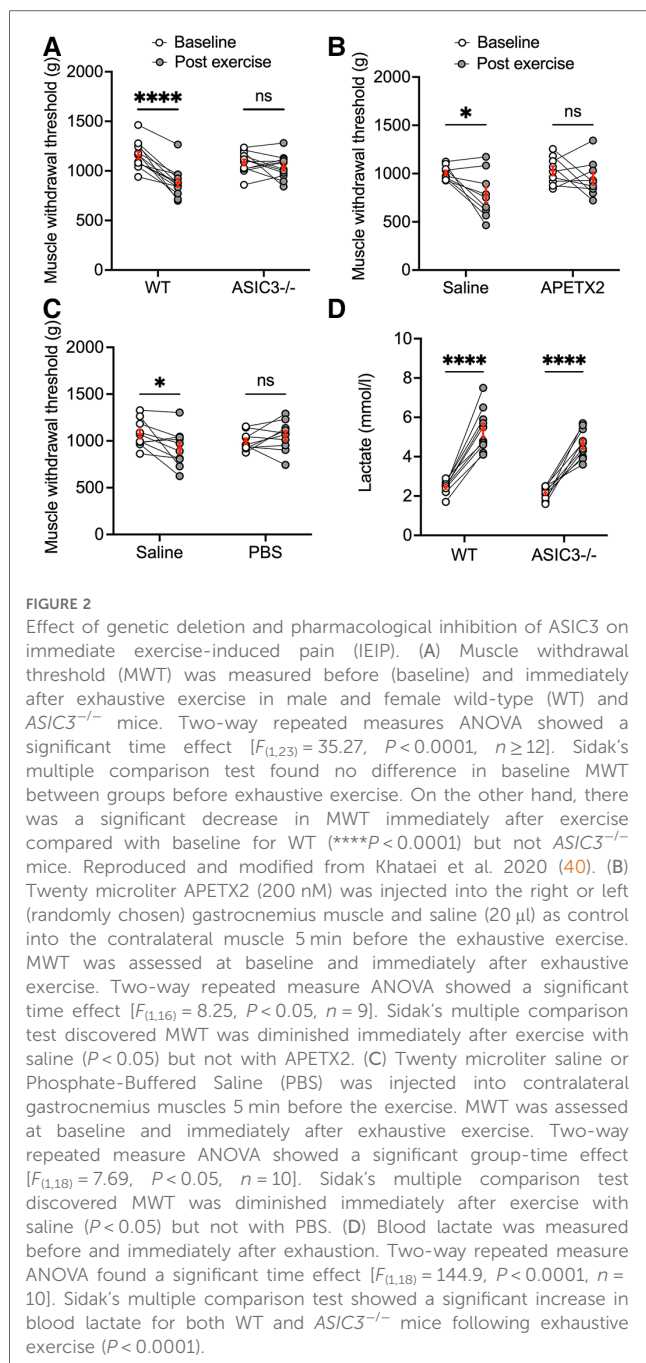 A
Baseline
Post exercise
Muscle withdrawal threshold (g)
2000
1500
1000
500
0
****
ns
WT
ASIC3-/-
B
Baseline
Post exercise
Muscle withdrawal threshold (g)
2000
1500
1000
500
0
*
ns
Saline
APETX2
C
Muscle withdrawal threshold (g)
2000
1500
1000
500
0
*
ns
Saline
PBS
D
Lactate (mmol/l)
10
8
6
4
2
0
****
****
WT
ASIC3-/-
FIGURE 2
Effect of genetic deletion and pharmacological inhibition of ASIC3 on
immediate exercise-induced pain (IEIP). (A) Muscle withdrawal
threshold (MWT) was measured before (baseline) and immediately
after exhaustive exercise in male and female wild-type (WT) and
ASIC3−/− mice. Two-way repeated measures ANOVA showed a
significant time effect [F(1,23) = 35.27, P < 0.0001, n ≥ 12]. Sidak's
multiple comparison test found no difference in baseline MWT
between groups before exhaustive exercise. On the other hand, there
was a significant decrease in MWT immediately after exercise
compared with baseline for WT (****P < 0.0001) but not ASIC3−/−
mice. Reproduced and modified from Khataei et al. 2020 (40). (B)
Twenty microliter APETX2 (200 nM) was injected into the right or left
(randomly chosen) gastrocnemius muscle and saline (20 µl) as control
into the contralateral muscle 5 min before the exhaustive exercise.
MWT was assessed at baseline and immediately after exhaustive
exercise. Two-way repeated measure ANOVA showed a significant
time effect [F(1,16) = 8.25, P < 0.05, n = 9]. Sidak's multiple comparison
test discovered MWT was diminished immediately after exercise with
saline (P < 0.05) but not with APETX2. (C) Twenty microliter saline or
Phosphate-Buffered Saline (PBS) was injected into contralateral
gastrocnemius muscles 5 min before the exercise. MWT was assessed
at baseline and immediately after exhaustive exercise. Two-way
repeated measure ANOVA showed a significant group-time effect
[F(1,18) = 7.69, P < 0.05, n = 10]. Sidak's multiple comparison test
discovered MWT was diminished immediately after exercise with
saline (P < 0.05) but not with PBS. (D) Blood lactate was measured
before and immediately after exhaustion. Two-way repeated measure
ANOVA found a significant time effect [F(1,18) = 144.9, P < 0.0001, n =
10]. Sidak's multiple comparison test showed a significant increase in
blood lactate for both WT and ASIC3−/− mice following exhaustive
exercise (P < 0.0001).